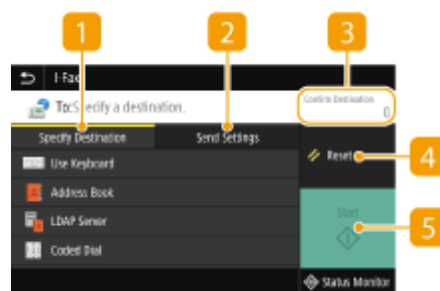 1 2 3
I-Fax
To:Specify a destination.
Confirm Destination
0
Specify Destination Send Settings
Reset 4
Use Keyboard
Address Book
LDAP Server
Start 5
Coded Dial
Status Monitor